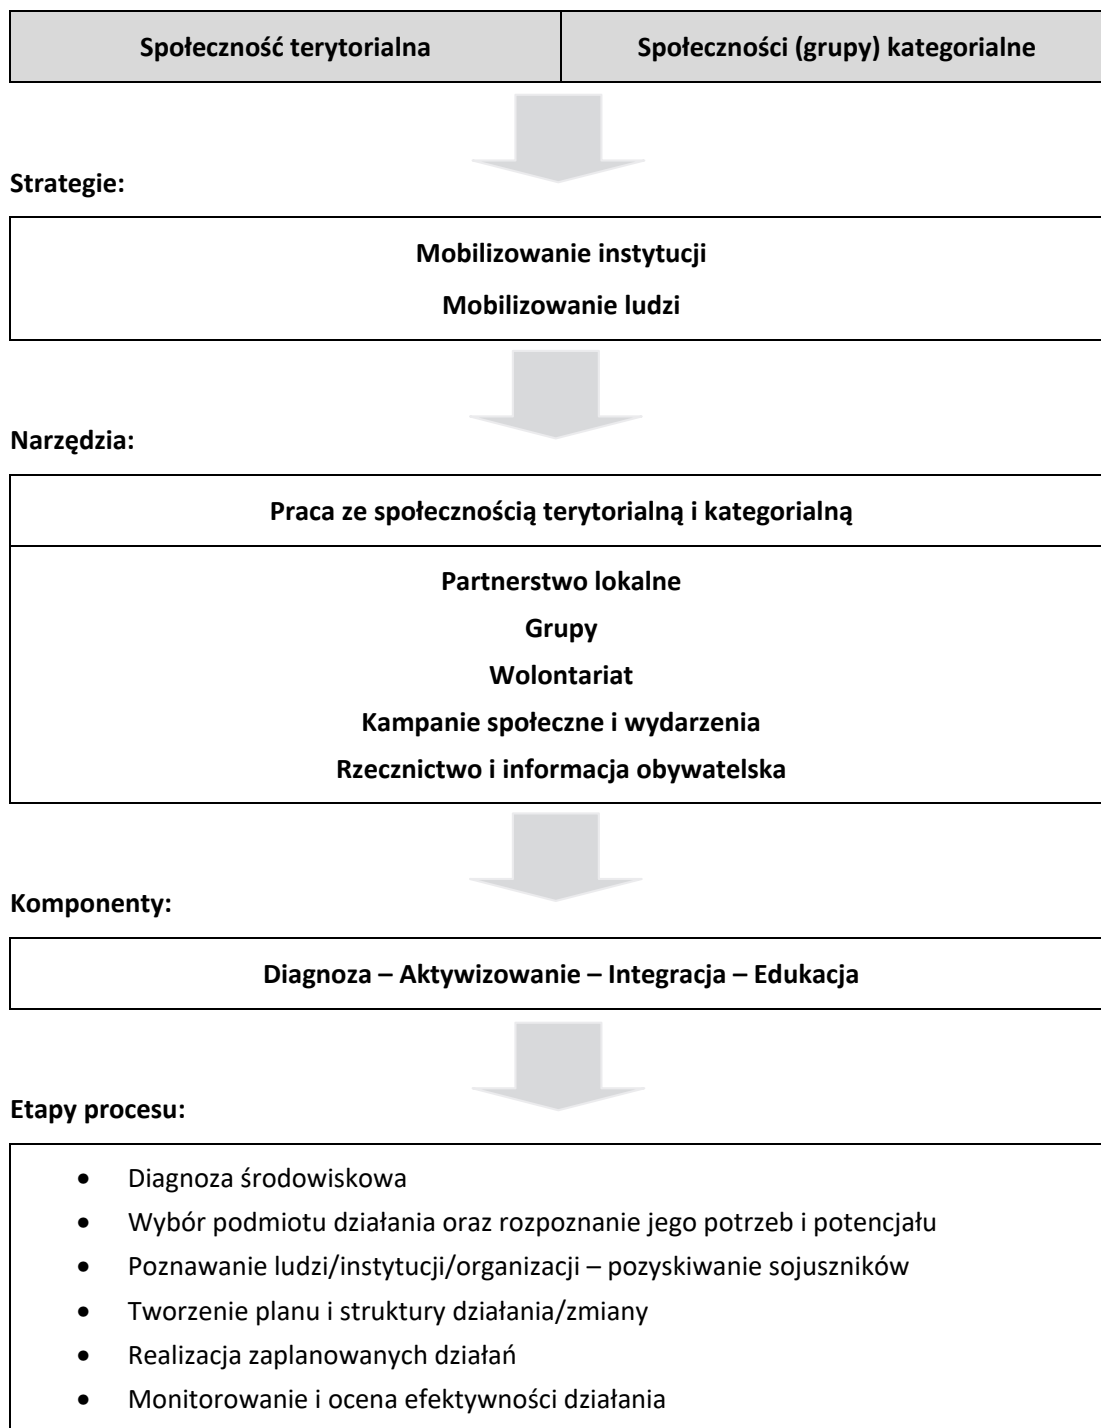 Społeczność terytorialna
Społeczności (grupy) kategorialne
Strategie:
Mobilizowanie instytucji
Mobilizowanie ludzi
Narzędzia:
Praca ze społecznością terytorialną i kategorialną
Partnerstwo lokalne
Grupy
Wolontariat
Kampanie społeczne i wydarzenia
Rzecznictwo i informacja obywatelska
Komponenty:
Diagnoza – Aktywizowanie – Integracja – Edukacja
Etapy procesu:
• Diagnoza środowiskowa
• Wybór podmiotu działania oraz rozpoznanie jego potrzeb i potencjału
• Poznawanie ludzi/instytucji/organizacji – pozyskiwanie sojuszników
• Tworzenie planu i struktury działania/zmiany
• Realizacja zaplanowanych działań
• Monitorowanie i ocena efektywności działania